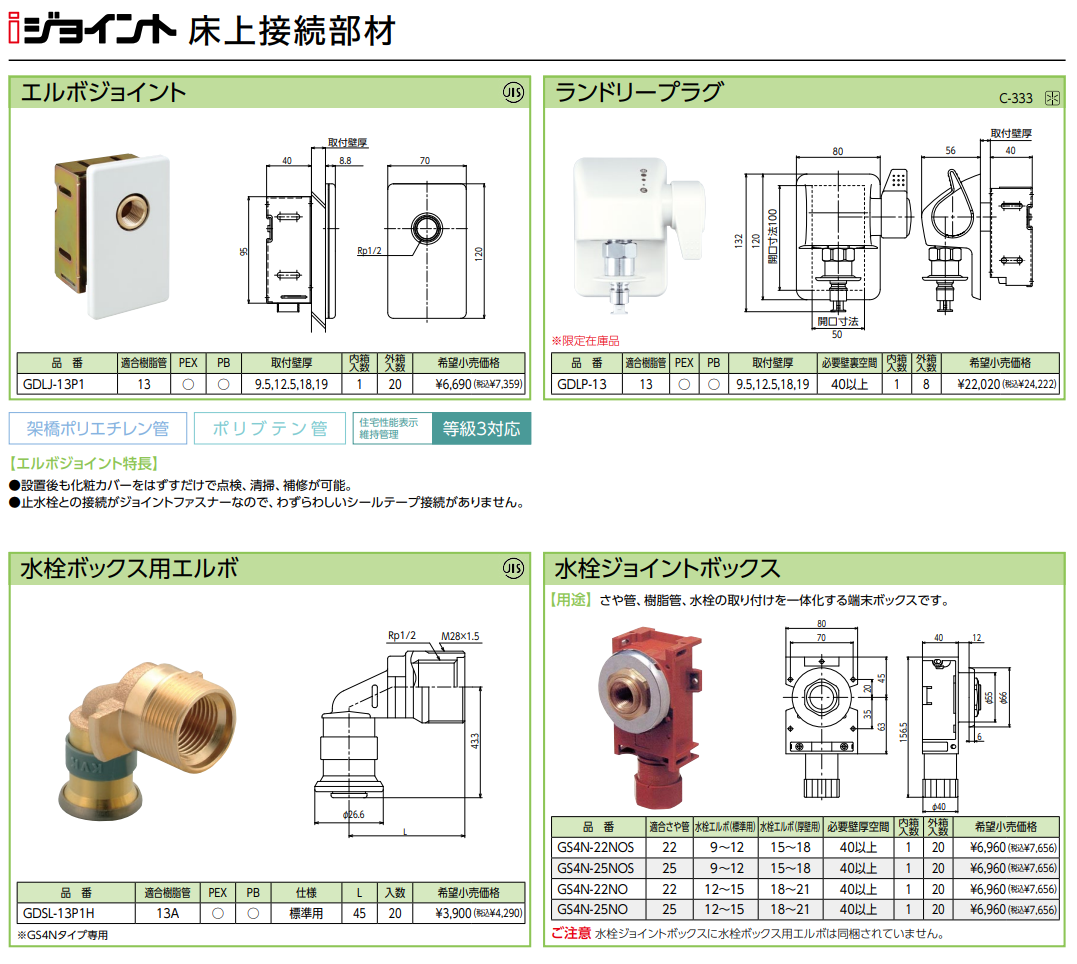 iジョイント 床上接続部材
エルボジョイント JIS
取付壁厚
40 8.8 70
95
Rp1/2
120
品 番 適合樹脂管 PEX PB 取付壁厚 内箱入数 外箱入数 希望小売価格
GDLJ-13P1 13 ○ ○ 9.5,12.5,18,19 1 20 ¥6,690(税込¥7,359)
ランドリープラグ C-333
取付壁厚
80 56 40
132
120
開口寸法100
開口寸法
50
※限定在庫品
品 番 適合樹脂管 PEX PB 取付壁厚 必要壁裏空間 内箱入数 外箱入数 希望小売価格
GDLP-13 13 ○ ○ 9.5,12.5,18,19 40以上 1 8 ¥22,020(税込¥24,222)
架橋ポリエチレン管 ポリブテン管 住宅性能表示維持管理 等級3対応
【エルボジョイント特長】
●設置後も化粧カバーをはずすだけで点検、清掃、補修が可能。
●止水栓との接続がジョイントファスナーなので、わずらわしいシールテープ接続がありません。
水栓ボックス用エルボ JIS
Rp1/2 M28×1.5
43.3
φ26.6
L
品 番 適合樹脂管 PEX PB 仕様 L 入数 希望小売価格
GDSL-13P1H 13A ○ ○ 標準用 45 20 ¥3,900(税込¥4,290)
※GS4Nタイプ専用
水栓ジョイントボックス
【用途】さや管、樹脂管、水栓の取り付けを一体化する端末ボックスです。
80
70
40 12
20 45
35 63
156.5
φ55
φ66
6
φ40
品 番 適合さや管 水栓エルボ(標準用) 水栓エルボ(厚壁用) 必要壁厚空間 内箱入数 外箱入数 希望小売価格
GS4N-22NOS 22 9〜12 15〜18 40以上 1 20 ¥6,960(税込¥7,656)
GS4N-25NOS 25 9〜12 15〜18 40以上 1 20 ¥6,960(税込¥7,656)
GS4N-22NO 22 12〜15 18〜21 40以上 1 20 ¥6,960(税込¥7,656)
GS4N-25NO 25 12〜15 18〜21 40以上 1 20 ¥6,960(税込¥7,656)
ご注意 水栓ジョイントボックスに水栓ボックス用エルボは同梱されていません。